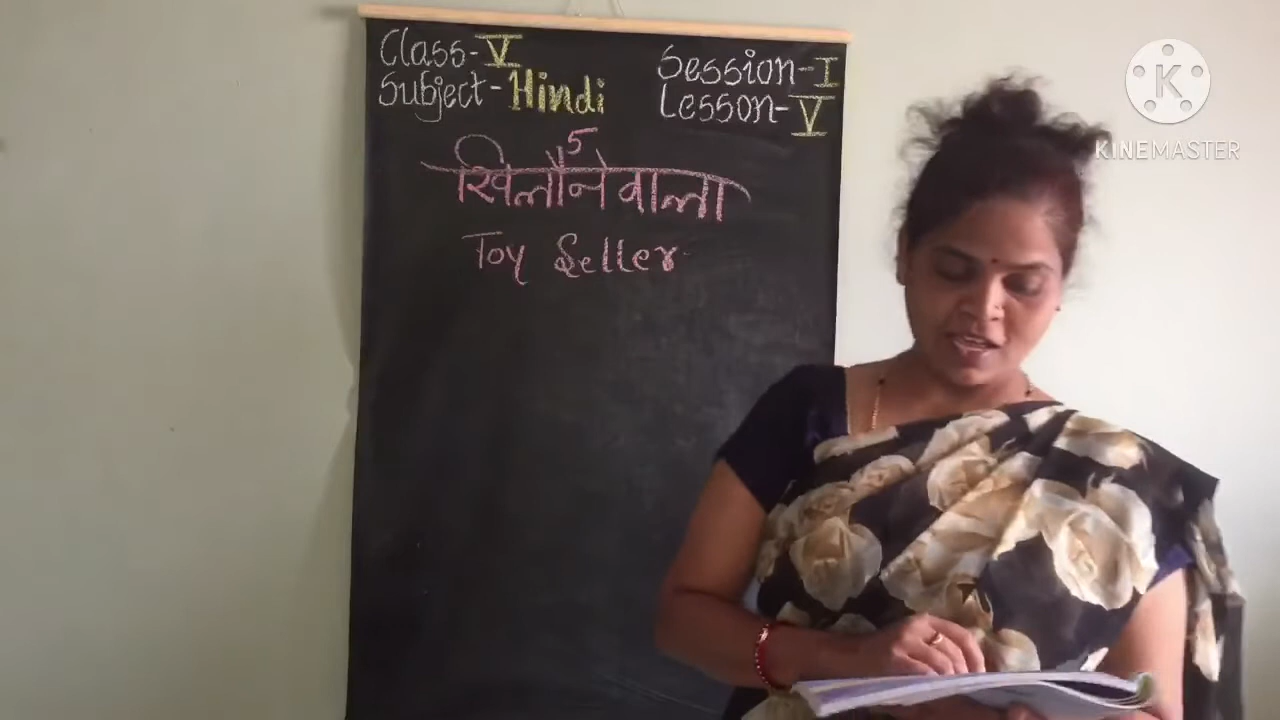 Class-V
Subject-Hindi
Session-I
Lesson-V
5
खिलौनेवाला
Toy Seller
K
KINEMASTER